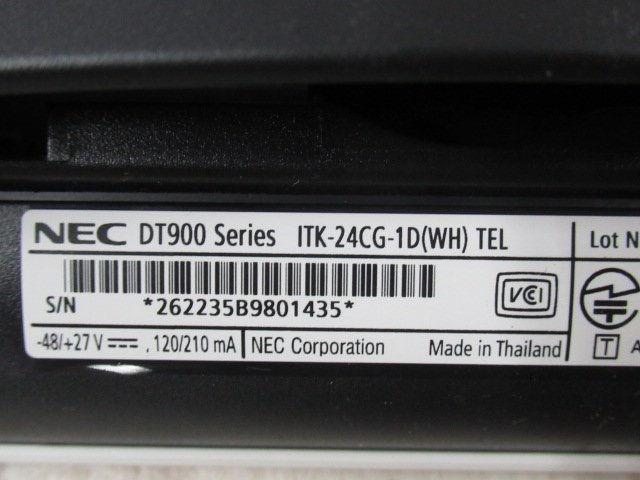 NEC DT900 Series ITK-24CG-1D(WH) TEL
Lot N
S/N *262235B9801435*
VCI
-48/+27 V ⎓, 120/210 mA
NEC Corporation
Made in Thailand
T A